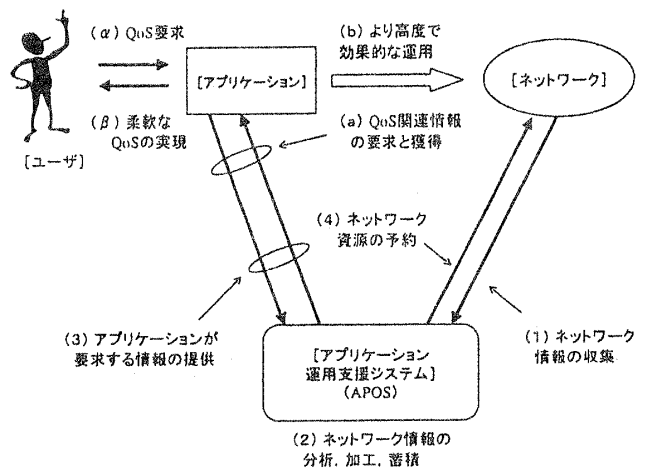 (α) QoS要求
(β) 柔軟な
QoSの実現
[ユーザ]
[アプリケーション]
(b) より高度で
効果的な運用
[ネットワーク]
(a) QoS関連情報
の要求と獲得
(4) ネットワーク
資源の予約
(3) アプリケーションが
要求する情報の提供
(1) ネットワーク
情報の収集
[アプリケーション
運用支援システム]
(APOS)
(2) ネットワーク情報の
分析, 加工, 蓄積